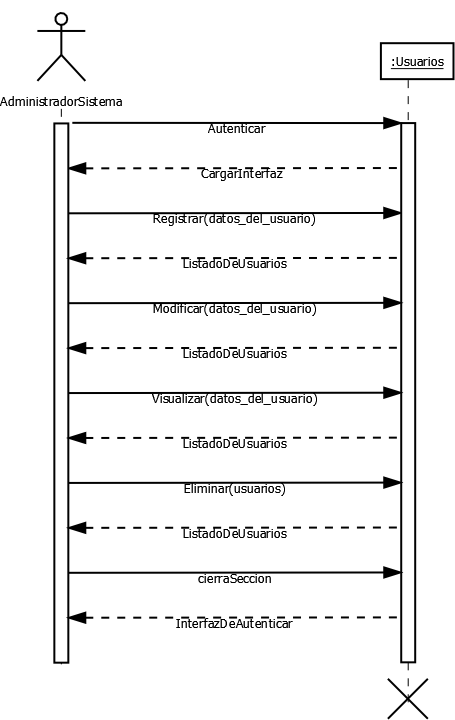 :Usuarios
AdministradorSistema
Autenticar
CargarInterfaz
Registrar(datos_del_usuario)
ListadoDeUsuarios
Modificar(datos_del_usuario)
ListadoDeUsuarios
Visualizar(datos_del_usuario)
ListadoDeUsuarios
Eliminar(usuarios)
ListadoDeUsuarios
cierraSeccion
InterfazDeAutenticar